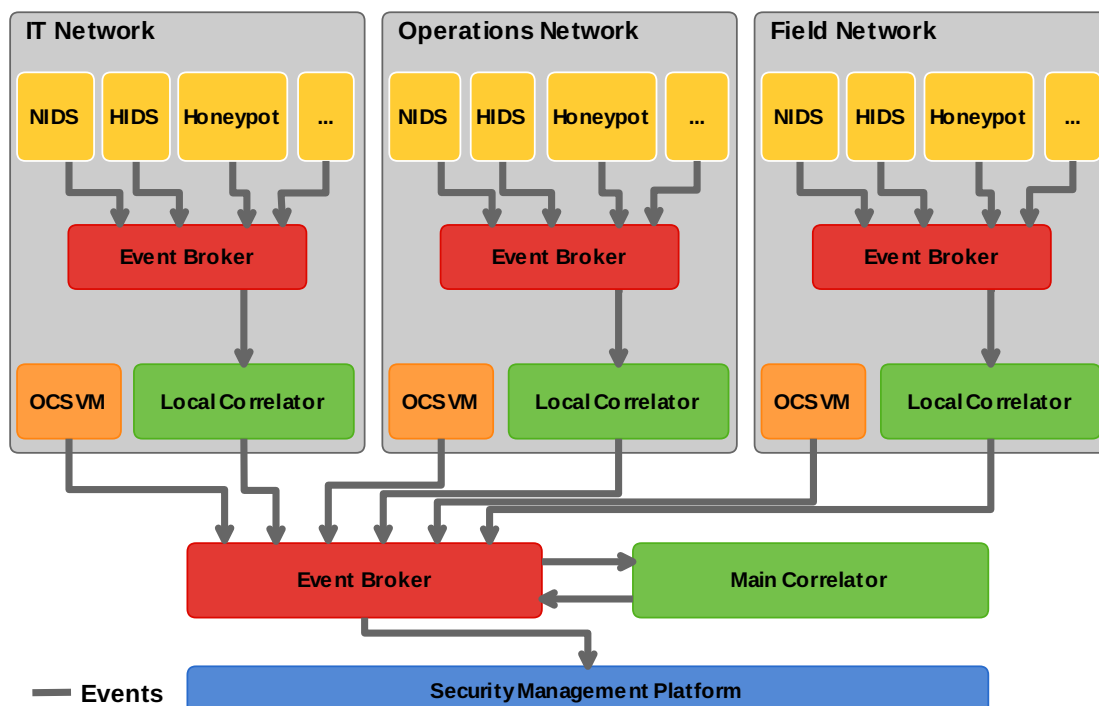 IT Network
Operations Network
Field Network
NIDS
HIDS
Honeypot
...
NIDS
HIDS
Honeypot
...
NIDS
HIDS
Honeypot
...
Event Broker
Event Broker
Event Broker
OCSVM
Local Correlator
OCSVM
Local Correlator
OCSVM
Local Correlator
Event Broker
Main Correlator
Events
Security Management Platform